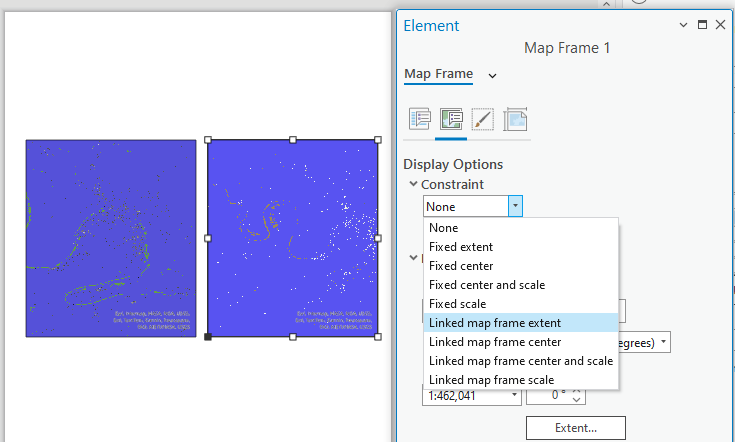 Element
Map Frame 1
Map Frame
Display Options
Constraint
None
None
Fixed extent
Fixed center
Fixed center and scale
Fixed scale
Linked map frame extent
Linked map frame center
Linked map frame center and scale
Linked map frame scale
egrees)
1:462,041
0 °
Extent...